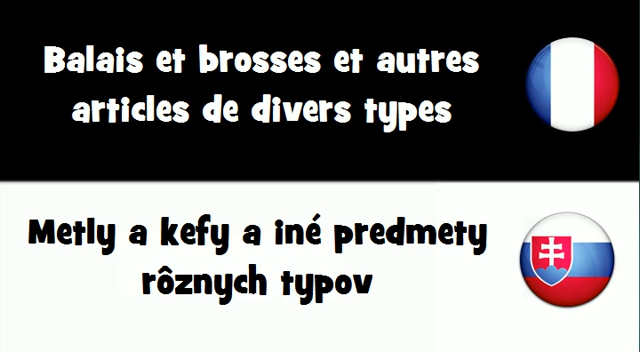 Balais et brosses et autres
articles de divers types
Metly a kefy a iné predmety
rôznych typov